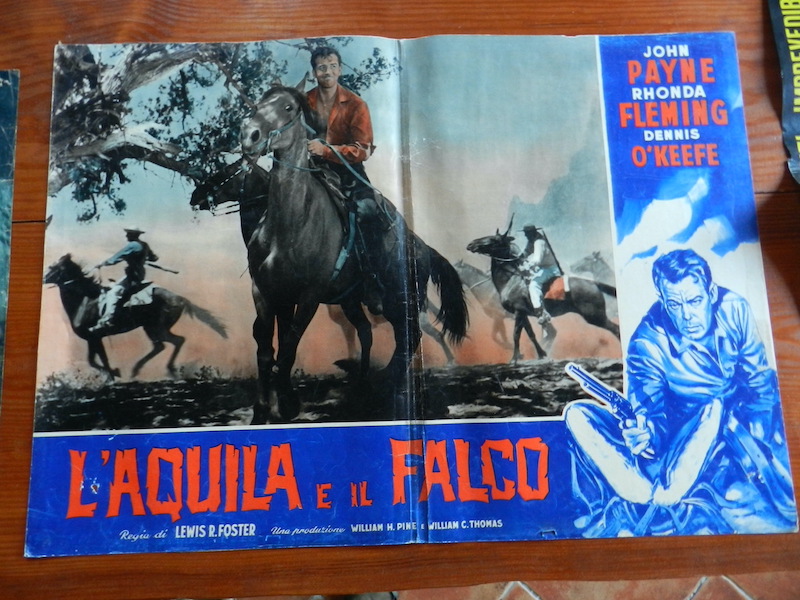 JOHN
PAYNE
RHONDA
FLEMING
DENNIS
O'KEEFE
L'AQUILA E IL FALCO
Regia di LEWIS R. FOSTER Una produzione WILLIAM H. PINE e WILLIAM C. THOMAS